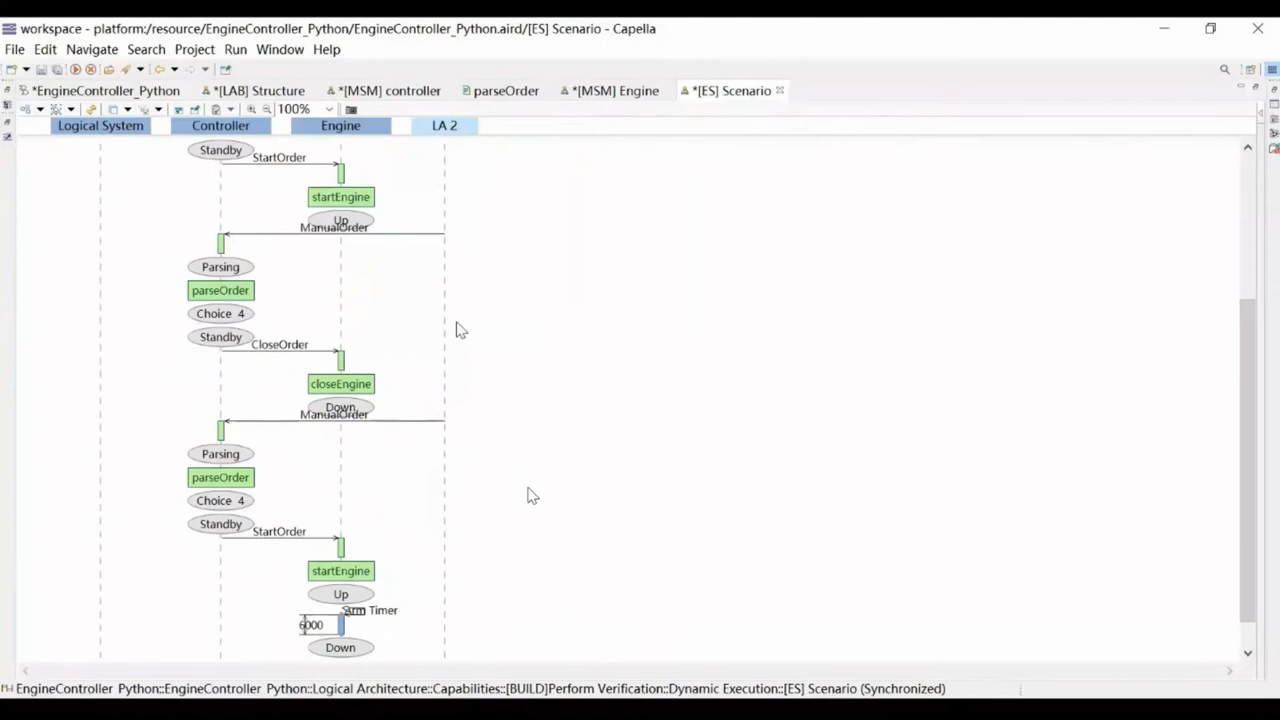 workspace - platform:/resource/EngineController_Python/EngineController_Python.aird/[ES] Scenario - Capella
File Edit Navigate Search Project Run Window Help
*EngineController_Python *[LAB] Structure *[MSM] controller parseOrder *[MSM] Engine *[ES] Scenario
100%
Logical System Controller Engine LA 2
Standby
StartOrder
startEngine
Up
ManualOrder
Parsing
parseOrder
Choice 4
Standby
CloseOrder
closeEngine
Down
ManualOrder
Parsing
parseOrder
Choice 4
Standby
StartOrder
startEngine
Up
Arm Timer
6000
Down
EngineController Python::EngineController Python::Logical Architecture::Capabilities::[BUILD]Perform Verification::Dynamic Execution::[ES] Scenario (Synchronized)